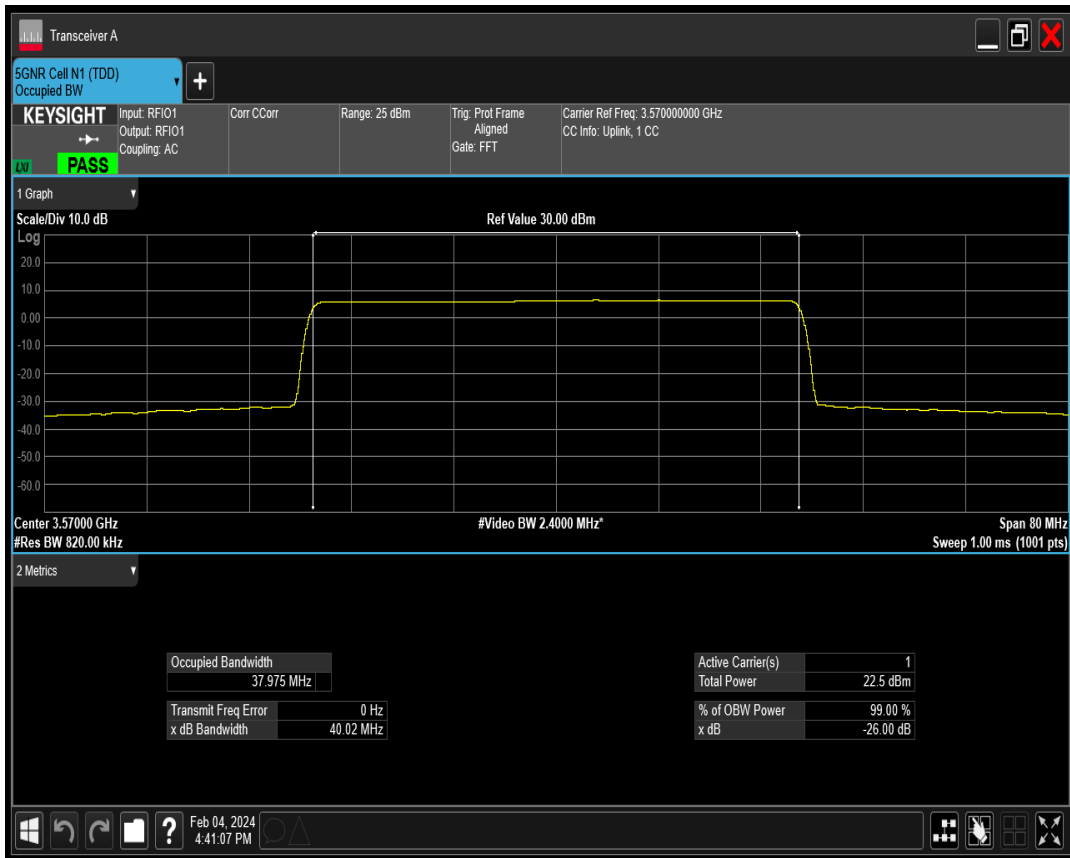 Transceiver A
5GNR Cell N1 (TDD)
Occupied BW
+
KEYSIGHT
LXI
PASS
Input: RFIO1
Output: RFIO1
Coupling: AC
Corr CCorr
Range: 25 dBm
Trig: Prot Frame
Aligned
Gate: FFT
Carrier Ref Freq: 3.570000000 GHz
CC Info: Uplink, 1 CC
1 Graph
Scale/Div 10.0 dB
Ref Value 30.00 dBm
Log
20.0
10.0
0.00
-10.0
-20.0
-30.0
-40.0
-50.0
-60.0
Center 3.57000 GHz
#Video BW 2.4000 MHz*
Span 80 MHz
#Res BW 820.00 kHz
Sweep 1.00 ms (1001 pts)
2 Metrics
Occupied Bandwidth
37.975 MHz
Transmit Freq Error 0 Hz
x dB Bandwidth 40.02 MHz
Active Carrier(s) 1
Total Power 22.5 dBm
% of OBW Power 99.00 %
x dB -26.00 dB
?
Feb 04, 2024
4:41:07 PM